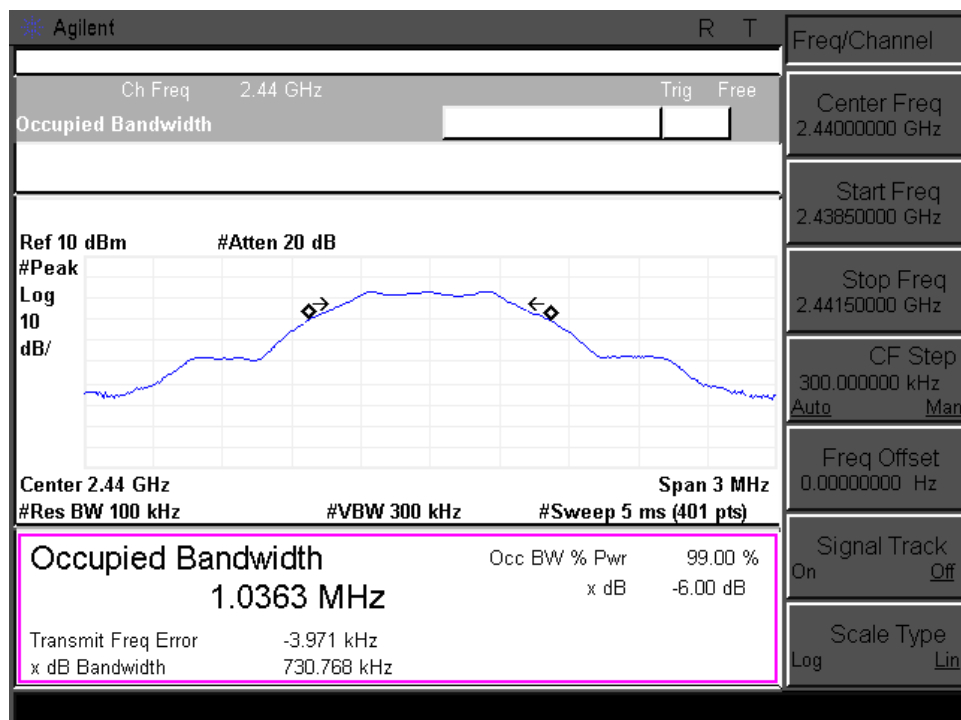 Agilent R T
Ch Freq 2.44 GHz Trig Free
Occupied Bandwidth
Ref 10 dBm #Atten 20 dB
#Peak
Log
10
dB/
Center 2.44 GHz Span 3 MHz
#Res BW 100 kHz #VBW 300 kHz #Sweep 5 ms (401 pts)
Occupied Bandwidth Occ BW % Pwr 99.00 %
1.0363 MHz x dB -6.00 dB
Transmit Freq Error -3.971 kHz
x dB Bandwidth 730.768 kHz
Freq/Channel
Center Freq
2.44000000 GHz
Start Freq
2.43850000 GHz
Stop Freq
2.44150000 GHz
CF Step
300.000000 kHz
Auto Man
Freq Offset
0.00000000 Hz
Signal Track
On Off
Scale Type
Log Lin